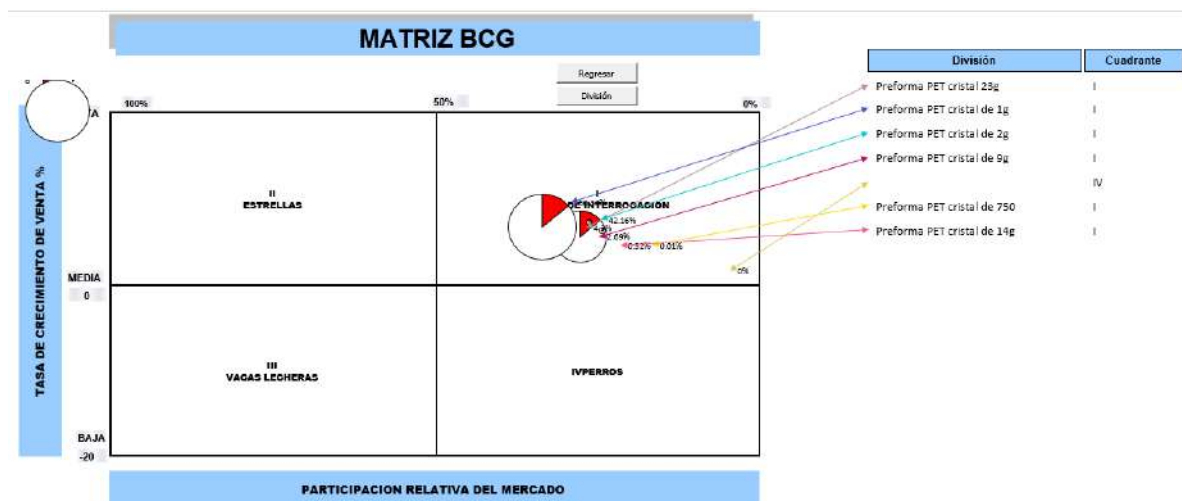 MATRIZ BCG
Regresar
División
100%
50%
0%
TASA DE CRECIMIENTO DE VENTA %
MEDIA
0
BAJA
-20
II
ESTRELLAS
I
DE INTERROGACIÓN
42.16%
2.69%
0.32%
0.01%
0%
III
VACAS LECHERAS
IVPERROS
PARTICIPACION RELATIVA DEL MERCADO
División Cuadrante
Preforma PET cristal 23g I
Preforma PET cristal de 1g I
Preforma PET cristal de 2g I
Preforma PET cristal de 9g I
IV
Preforma PET cristal de 750 I
Preforma PET cristal de 14g I